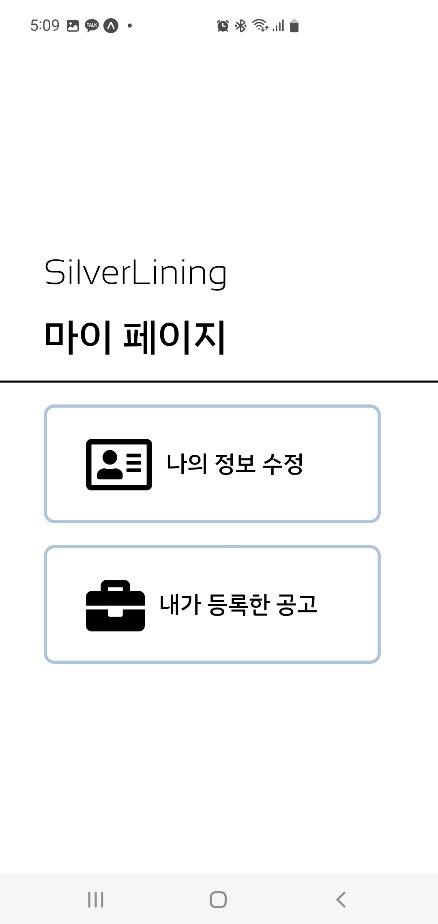 5:09
TALK
SilverLining
마이 페이지
나의 정보 수정
내가 등록한 공고